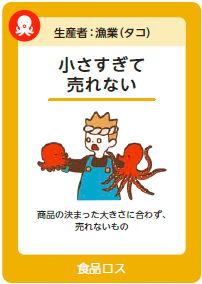 生産者：漁業（タコ）
小さすぎて
売れない
商品の決まった大きさに合わず、
売れないもの
食品ロス